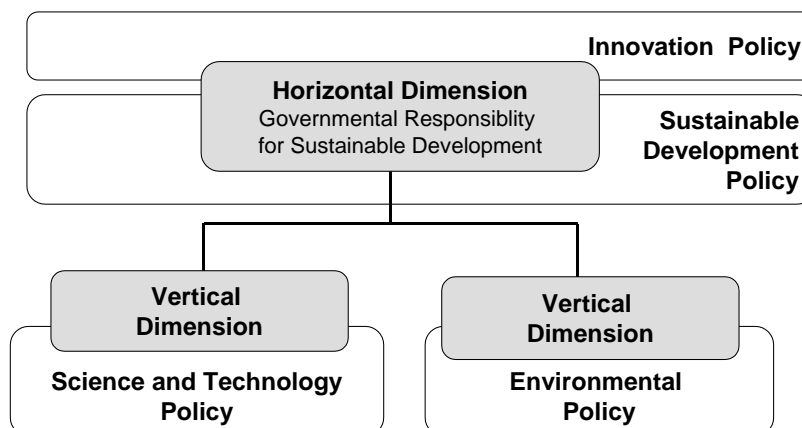 Innovation Policy
Horizontal Dimension
Governmental Responsiblity
for Sustainable Development
Sustainable
Development
Policy
Vertical
Dimension
Science and Technology
Policy
Vertical
Dimension
Environmental
Policy